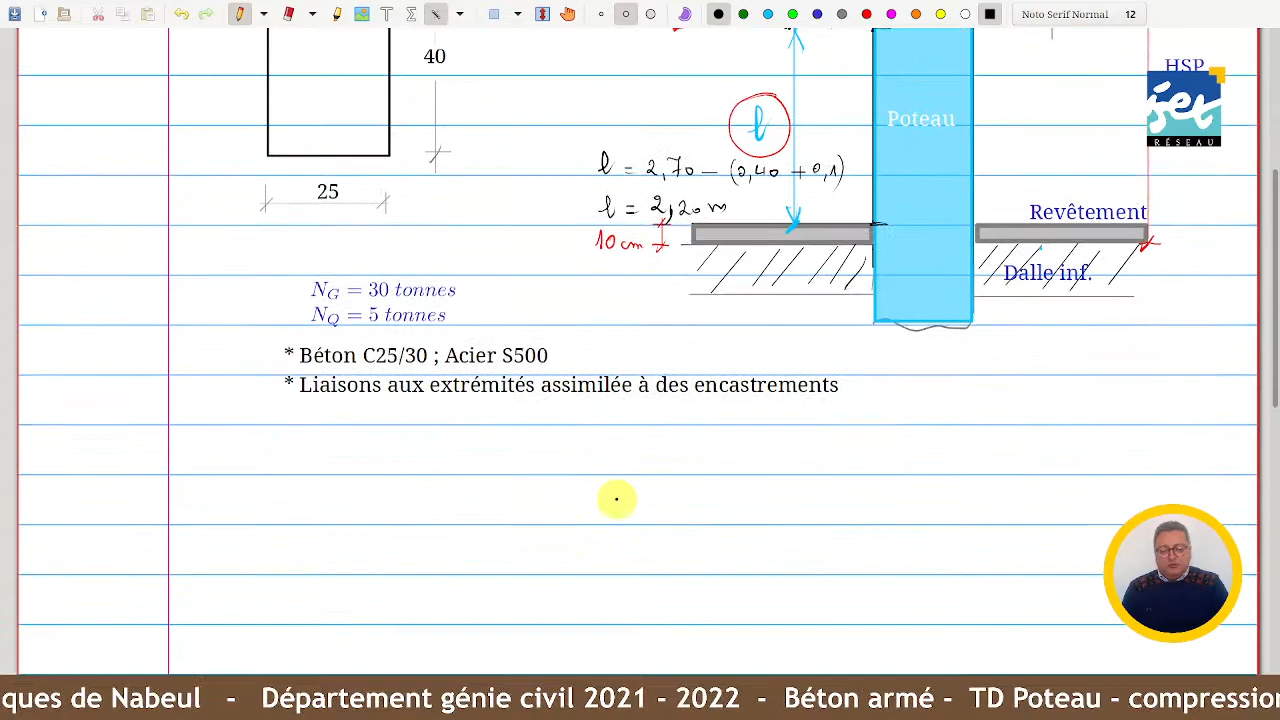 Noto Serif Normal 12
40
HSP
iset
RÉSEAU
Poteau
l
l = 2,70 - (0,40 + 0,1)
25
l = 2,20 m
Revêtement
10 cm
Dalle inf.
N_G = 30 tonnes
N_Q = 5 tonnes
* Béton C25/30 ; Acier S500
* Liaisons aux extrémités assimilée à des encastrements
ques de Nabeul - Département génie civil 2021 - 2022 - Béton armé - TD Poteau - compression